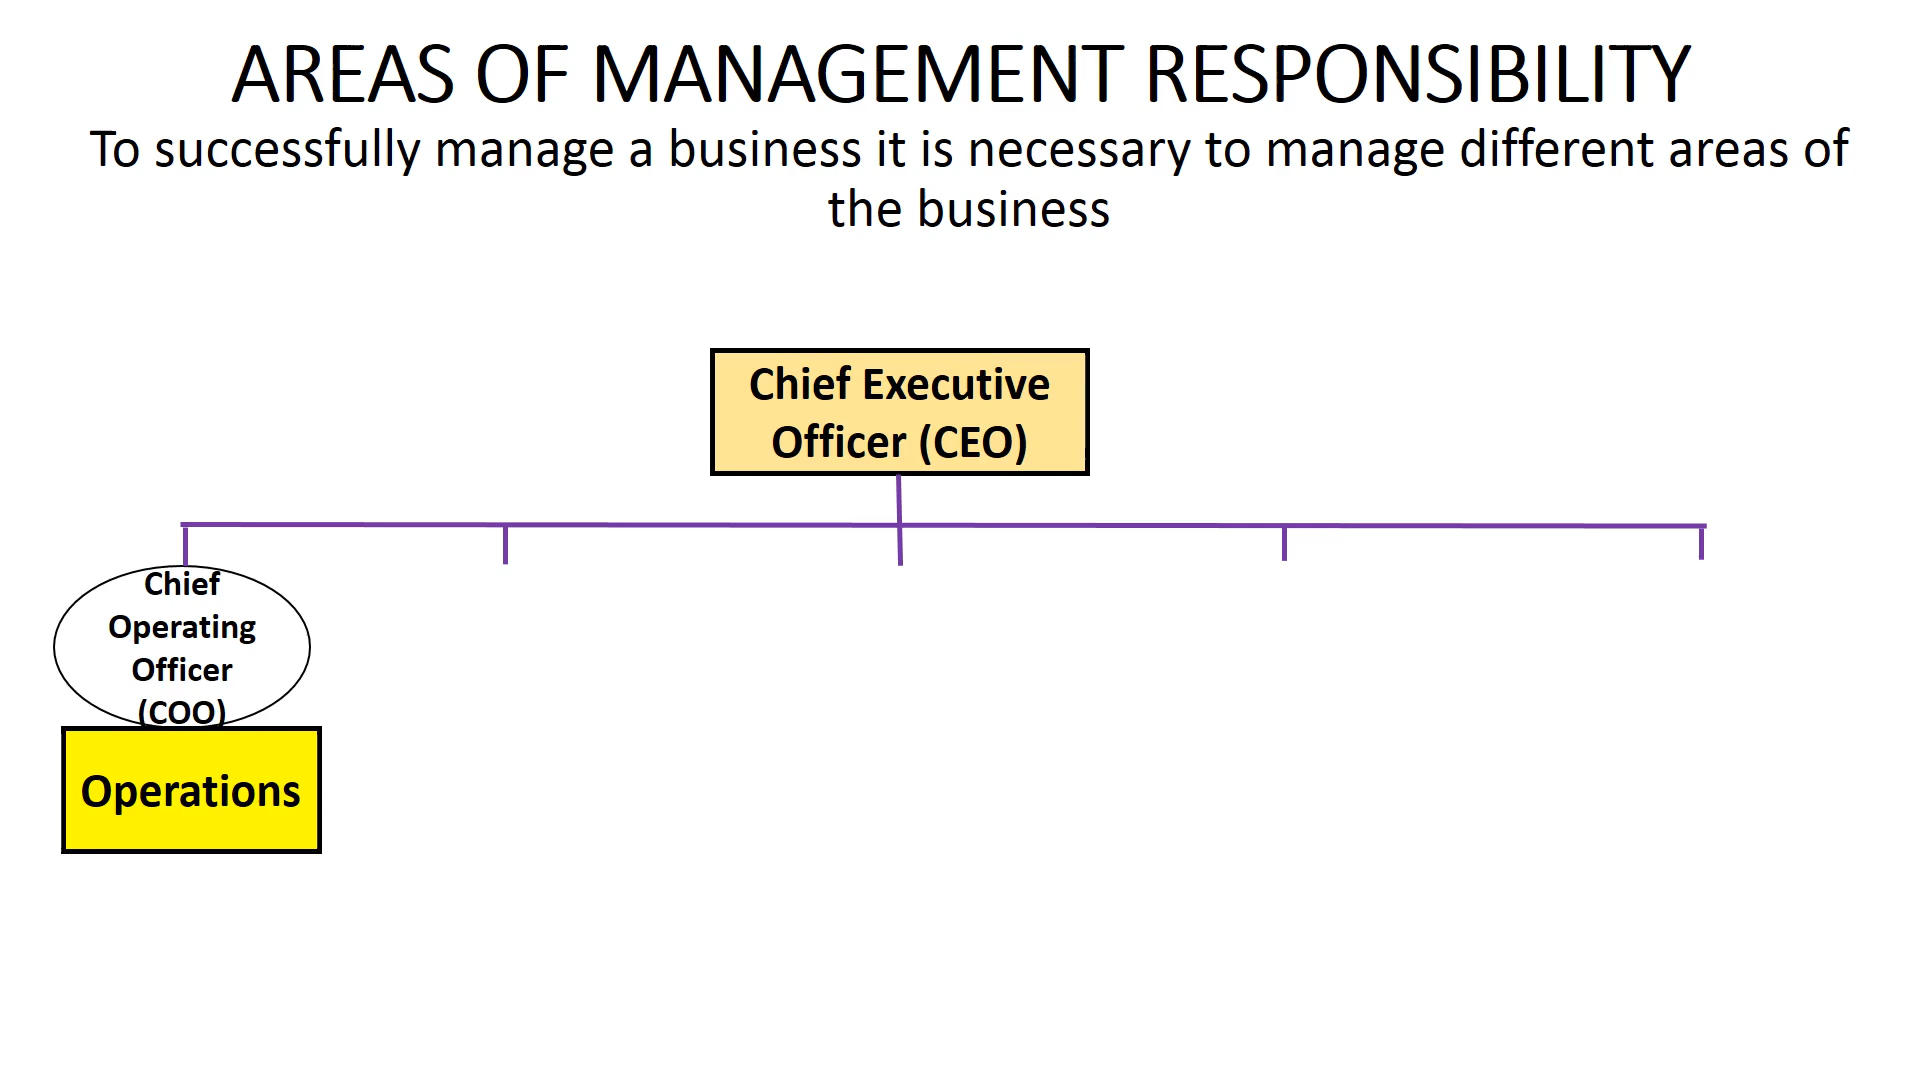 AREAS OF MANAGEMENT RESPONSIBILITY
To successfully manage a business it is necessary to manage different areas of
the business
Chief Executive
Officer (CEO)
Chief
Operating
Officer
(COO)
Operations